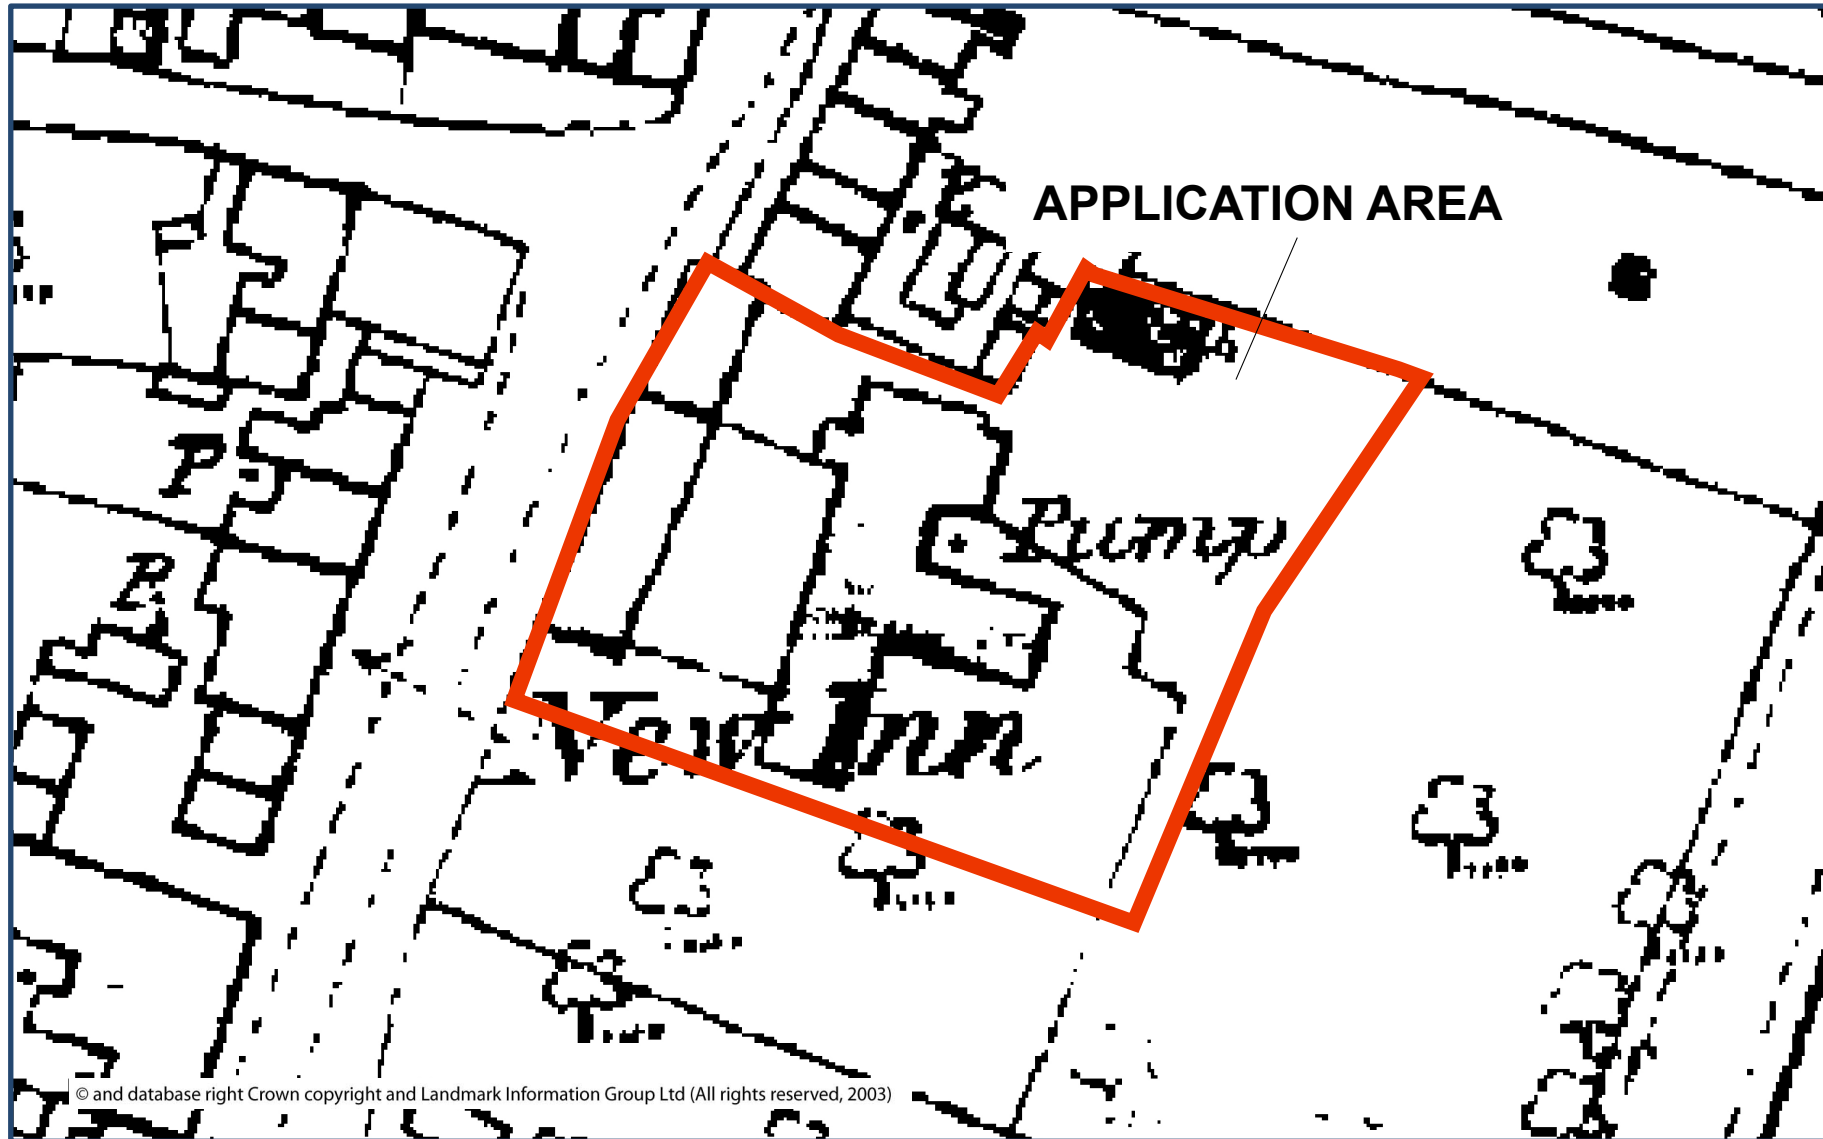 APPLICATION AREA
P
Pump
P
New Inn
© and database right Crown copyright and Landmark Information Group Ltd (All rights reserved, 2003)